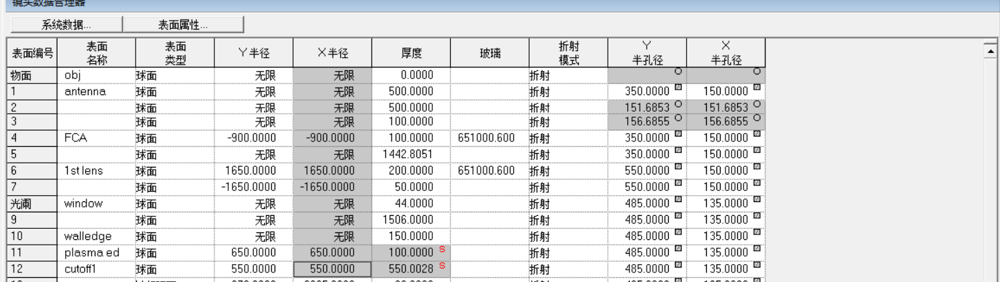 镜头数据管理器
系统数据... 表面属性...
表面编号 表面名称 表面类型 Y半径 X半径 厚度 玻璃 折射模式 Y半孔径 X半孔径
物面 obj 球面 无限 无限 0.0000 折射
1 antenna 球面 无限 无限 500.0000 折射 350.0000 150.0000
2 球面 无限 无限 500.0000 折射 151.6853 151.6853
3 球面 无限 无限 100.0000 折射 156.6855 156.6855
4 FCA 球面 -900.0000 -900.0000 100.0000 651000.600 折射 350.0000 150.0000
5 球面 无限 无限 1442.8051 折射 350.0000 150.0000
6 1st lens 球面 1650.0000 1650.0000 200.0000 651000.600 折射 550.0000 150.0000
7 球面 -1650.0000 -1650.0000 50.0000 折射 550.0000 150.0000
光阑 window 球面 无限 无限 44.0000 折射 485.0000 135.0000
9 球面 无限 无限 1506.0000 折射 485.0000 135.0000
10 walledge 球面 无限 无限 150.0000 折射 485.0000 135.0000
11 plasma ed 球面 650.0000 650.0000 100.0000 S 折射 485.0000 135.0000
12 cutoff1 球面 550.0000 550.0000 550.0028 S 折射 485.0000 135.0000